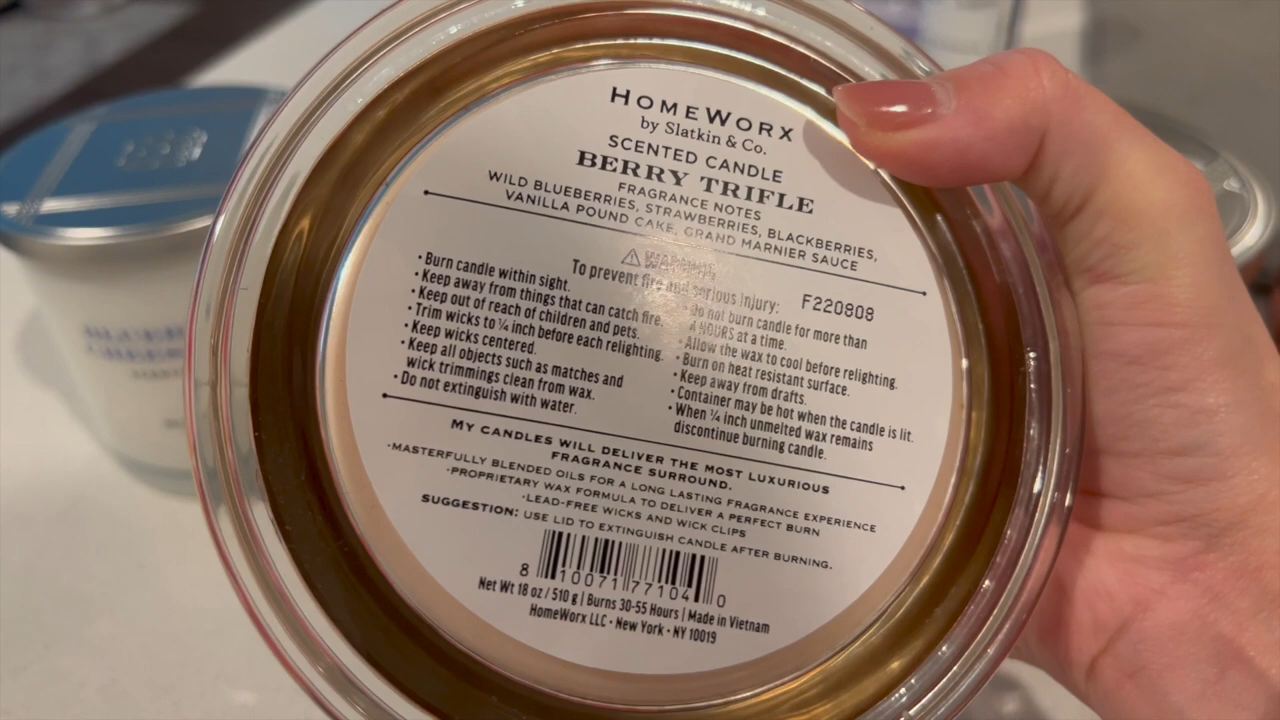 HOMEWORX
by Slatkin & Co.
SCENTED CANDLE
BERRY TRIFLE
FRAGRANCE NOTES
WILD BLUEBERRIES, STRAWBERRIES, BLACKBERRIES,
VANILLA POUND CAKE, GRAND MARNIER SAUCE
⚠ WARNING
To prevent fire and serious injury:
F220808
• Burn candle within sight.
• Keep away from things that can catch fire.
• Keep out of reach of children and pets.
• Trim wicks to ¼ inch before each relighting.
• Keep wicks centered.
• Keep all objects such as matches and
wick trimmings clean from wax.
• Do not extinguish with water.
• Do not burn candle for more than
4 HOURS at a time.
• Allow the wax to cool before relighting.
• Burn on heat resistant surface.
• Keep away from drafts.
• Container may be hot when the candle is lit.
• When ¼ inch unmelted wax remains
discontinue burning candle.
MY CANDLES WILL DELIVER THE MOST LUXURIOUS
FRAGRANCE SURROUND.
•MASTERFULLY BLENDED OILS FOR A LONG LASTING FRAGRANCE EXPERIENCE
•PROPRIETARY WAX FORMULA TO DELIVER A PERFECT BURN
•LEAD-FREE WICKS AND WICK CLIPS
SUGGESTION: USE LID TO EXTINGUISH CANDLE AFTER BURNING.
8 10071 77104 0
Net Wt 18 oz / 510 g | Burns 30-55 Hours | Made in Vietnam
HomeWorx LLC • New York • NY 10019